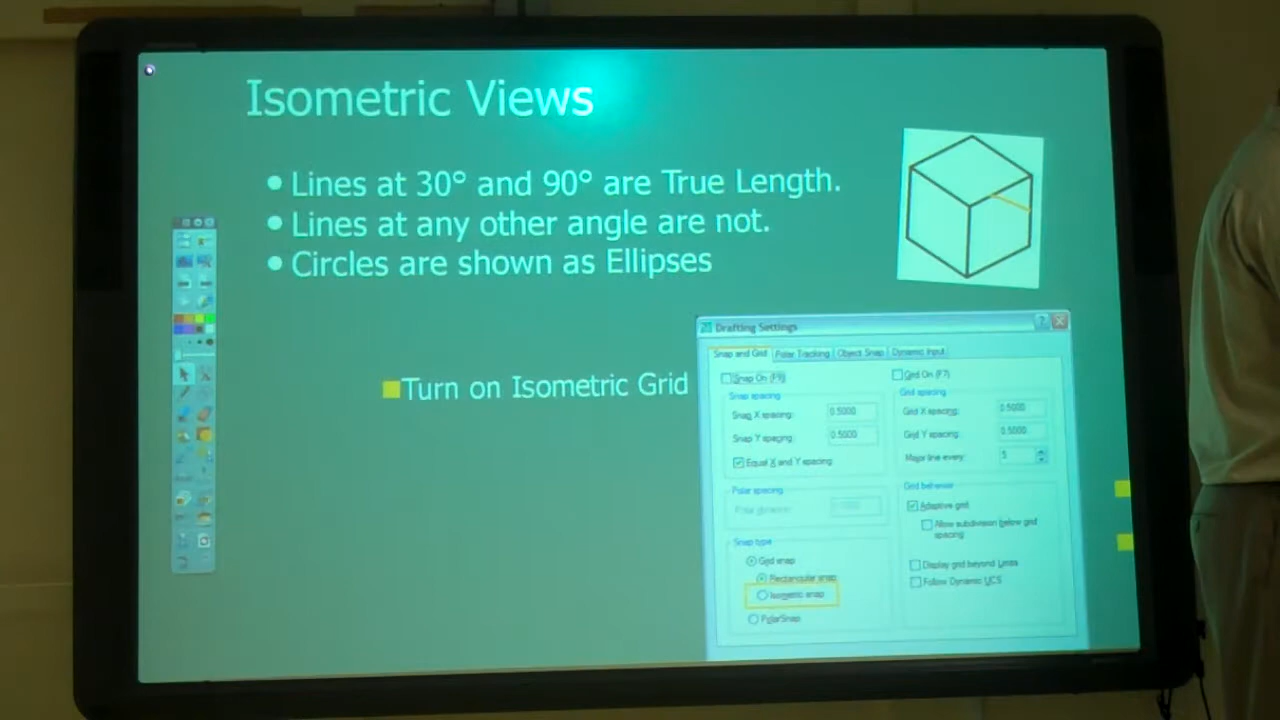 Isometric Views
• Lines at 30° and 90° are True Length.
• Lines at any other angle are not.
• Circles are shown as Ellipses
Turn on Isometric Grid
Drafting Settings
Snap and Grid
Polar Tracking
Object Snap
Dynamic Input
Snap On (F9)
Grid On (F7)
Snap spacing
Snap X spacing: 0.5000
Snap Y spacing: 0.5000
Equal X and Y spacing
Grid spacing
Grid X spacing: 0.5000
Grid Y spacing: 0.5000
Major line every: 5
Polar spacing
Polar distance:
Grid behavior
Adaptive grid
Allow subdivision below grid
spacing
Display grid beyond Limits
Follow Dynamic UCS
Snap type
Grid snap
Rectangular snap
Isometric snap
PolarSnap